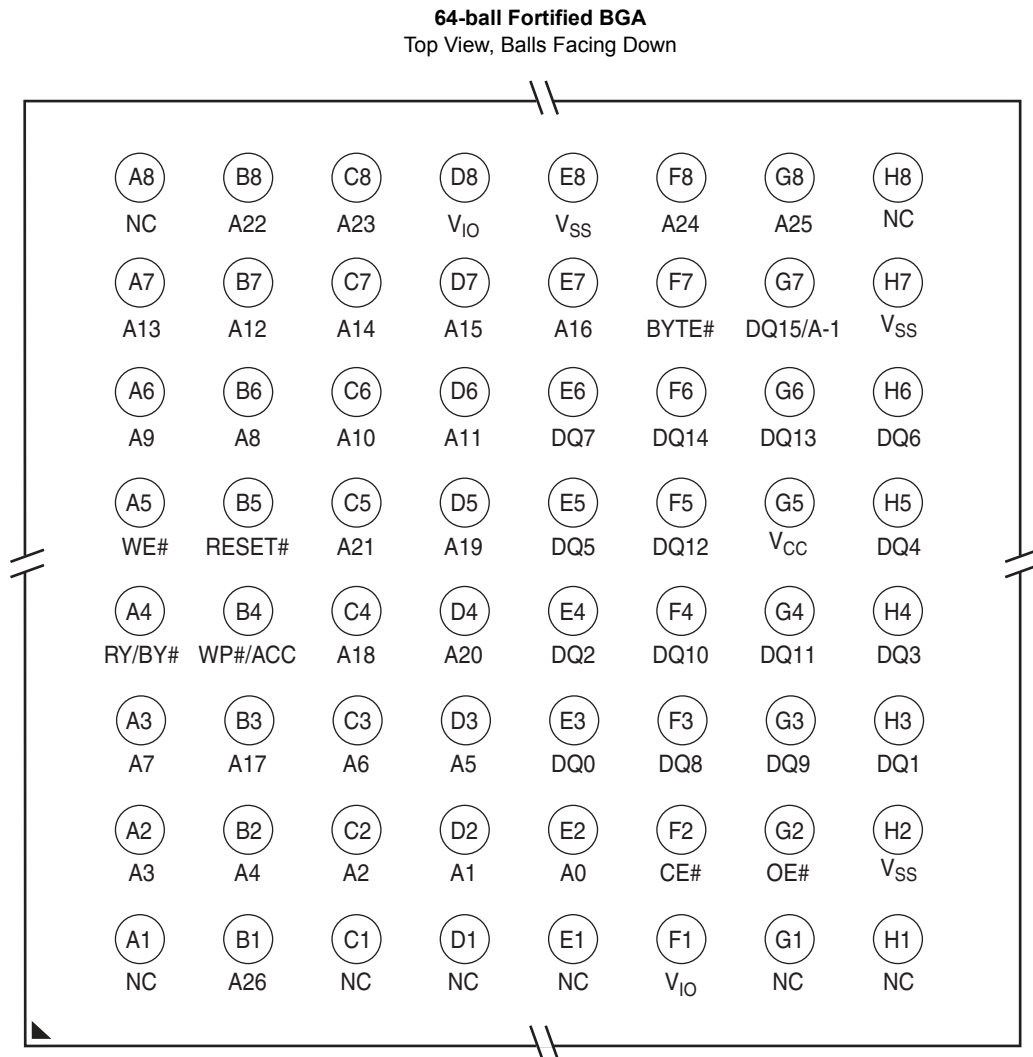 64-ball Fortified BGA
Top View, Balls Facing Down
A8 B8 C8 D8 E8 F8 G8 H8
NC A22 A23 VIO VSS A24 A25 NC
A7 B7 C7 D7 E7 F7 G7 H7
A13 A12 A14 A15 A16 BYTE# DQ15/A-1 VSS
A6 B6 C6 D6 E6 F6 G6 H6
A9 A8 A10 A11 DQ7 DQ14 DQ13 DQ6
A5 B5 C5 D5 E5 F5 G5 H5
WE# RESET# A21 A19 DQ5 DQ12 VCC DQ4
A4 B4 C4 D4 E4 F4 G4 H4
RY/BY# WP#/ACC A18 A20 DQ2 DQ10 DQ11 DQ3
A3 B3 C3 D3 E3 F3 G3 H3
A7 A17 A6 A5 DQ0 DQ8 DQ9 DQ1
A2 B2 C2 D2 E2 F2 G2 H2
A3 A4 A2 A1 A0 CE# OE# VSS
A1 B1 C1 D1 E1 F1 G1 H1
NC A26 NC NC NC VIO NC NC